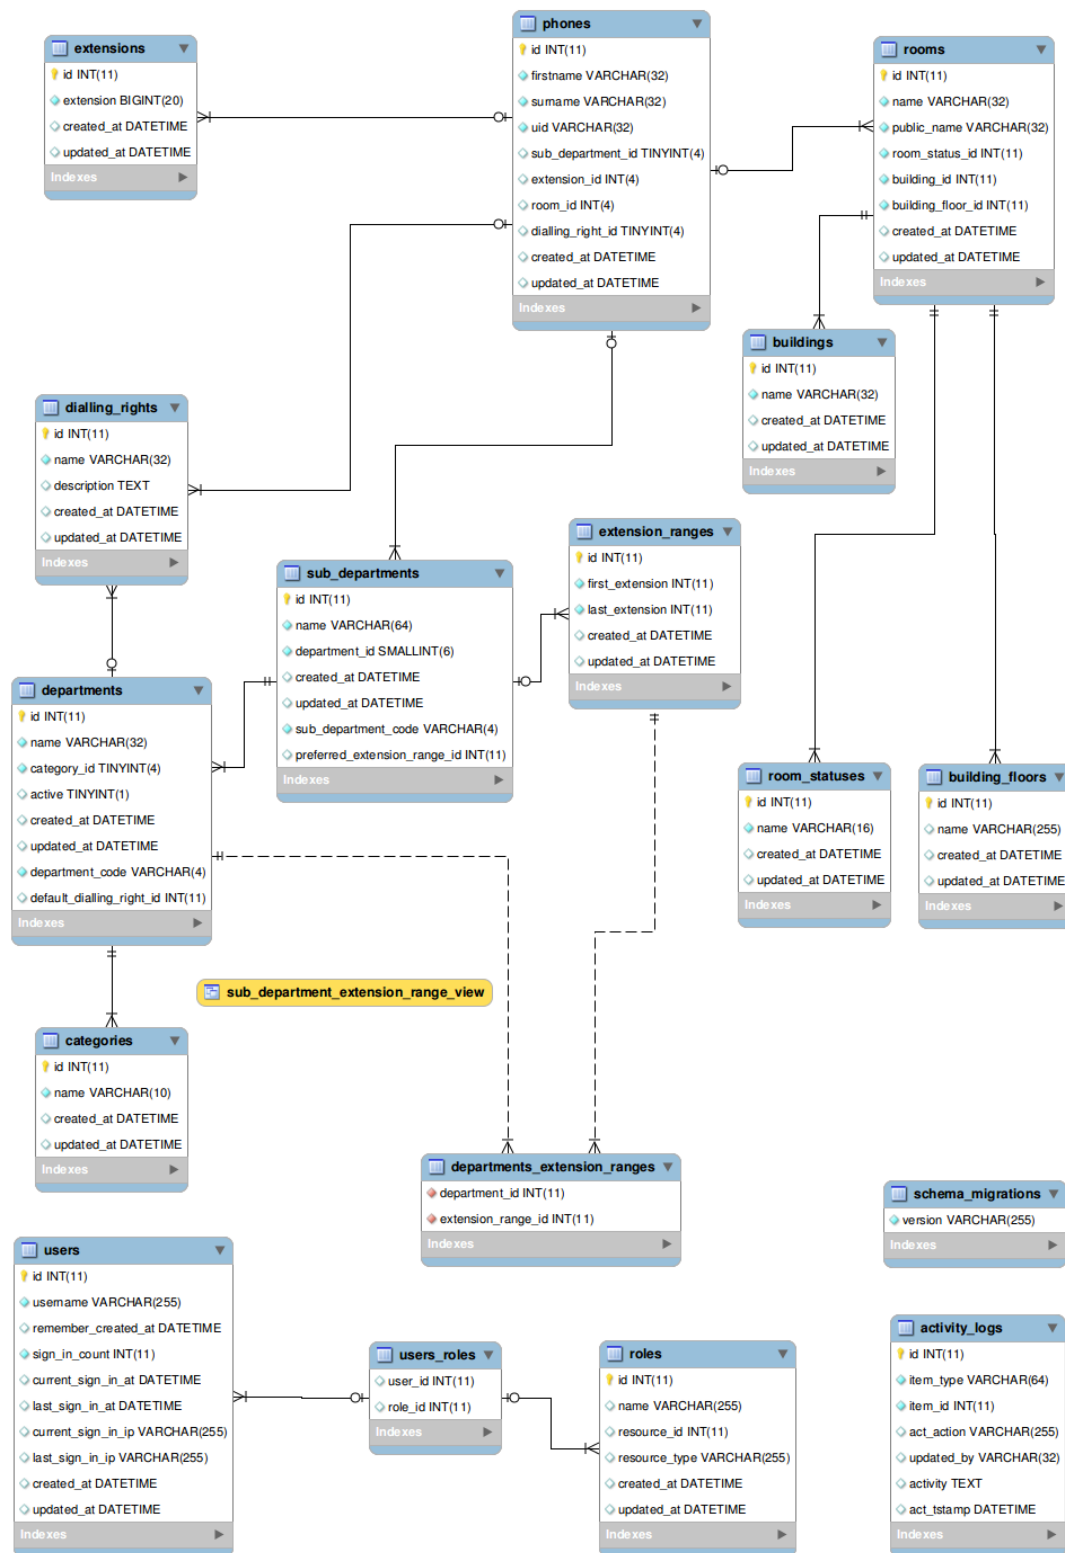 extensions
id INT(11)
extension BIGINT(20)
created_at DATETIME
updated_at DATETIME
Indexes
phones
id INT(11)
firstname VARCHAR(32)
surname VARCHAR(32)
uid VARCHAR(32)
sub_department_id TINYINT(4)
extension_id INT(4)
room_id INT(4)
dialling_right_id TINYINT(4)
created_at DATETIME
updated_at DATETIME
Indexes
rooms
id INT(11)
name VARCHAR(32)
public_name VARCHAR(32)
room_status_id INT(11)
building_id INT(11)
building_floor_id INT(11)
created_at DATETIME
updated_at DATETIME
Indexes
buildings
id INT(11)
name VARCHAR(32)
created_at DATETIME
updated_at DATETIME
Indexes
dialling_rights
id INT(11)
name VARCHAR(32)
description TEXT
created_at DATETIME
updated_at DATETIME
Indexes
sub_departments
id INT(11)
name VARCHAR(64)
department_id SMALLINT(6)
created_at DATETIME
updated_at DATETIME
sub_department_code VARCHAR(4)
preferred_extension_range_id INT(11)
Indexes
extension_ranges
id INT(11)
first_extension INT(11)
last_extension INT(11)
created_at DATETIME
updated_at DATETIME
Indexes
departments
id INT(11)
name VARCHAR(32)
category_id TINYINT(4)
active TINYINT(1)
created_at DATETIME
updated_at DATETIME
department_code VARCHAR(4)
default_dialling_right_id INT(11)
Indexes
room_statuses
id INT(11)
name VARCHAR(16)
created_at DATETIME
updated_at DATETIME
Indexes
building_floors
id INT(11)
name VARCHAR(255)
created_at DATETIME
updated_at DATETIME
Indexes
sub_department_extension_range_view
categories
id INT(11)
name VARCHAR(10)
created_at DATETIME
updated_at DATETIME
Indexes
departments_extension_ranges
department_id INT(11)
extension_range_id INT(11)
Indexes
schema_migrations
version VARCHAR(255)
Indexes
users
id INT(11)
username VARCHAR(255)
remember_created_at DATETIME
sign_in_count INT(11)
current_sign_in_at DATETIME
last_sign_in_at DATETIME
current_sign_in_ip VARCHAR(255)
last_sign_in_ip VARCHAR(255)
created_at DATETIME
updated_at DATETIME
Indexes
users_roles
user_id INT(11)
role_id INT(11)
Indexes
roles
id INT(11)
name VARCHAR(255)
resource_id INT(11)
resource_type VARCHAR(255)
created_at DATETIME
updated_at DATETIME
Indexes
activity_logs
id INT(11)
item_type VARCHAR(64)
item_id INT(11)
act_action VARCHAR(255)
updated_by VARCHAR(32)
activity TEXT
act_tstamp DATETIME
Indexes